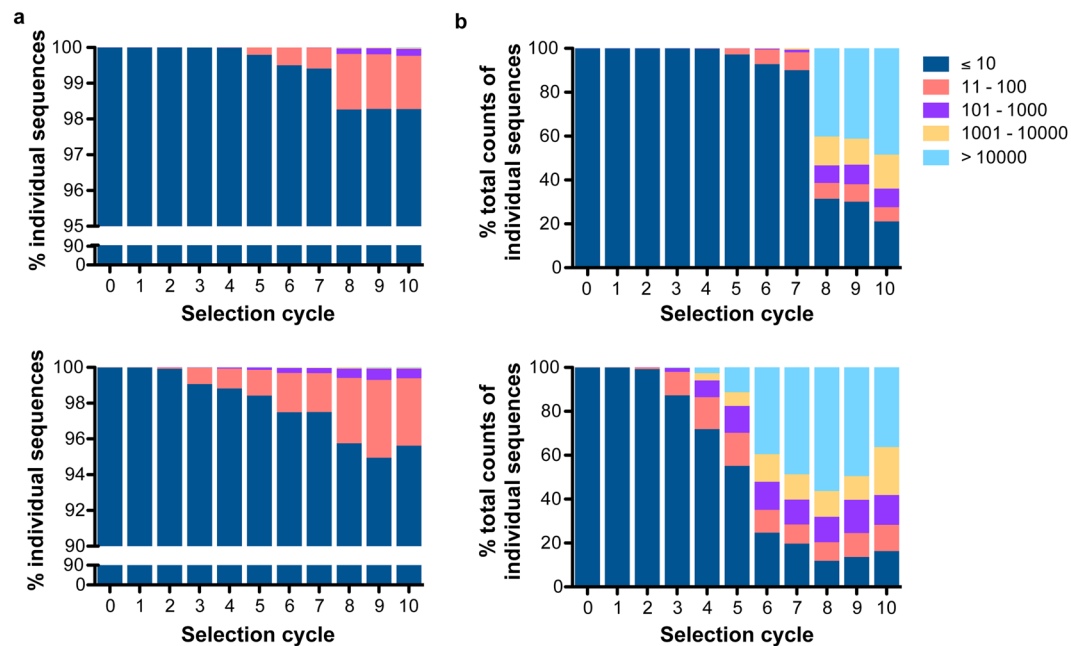 a
% individual sequences
100
99
98
97
96
95
90
0
0 1 2 3 4 5 6 7 8 9 10
Selection cycle
b
% total counts of
individual sequences
100
80
60
40
20
0
0 1 2 3 4 5 6 7 8 9 10
Selection cycle
≤ 10
11 - 100
101 - 1000
1001 - 10000
> 10000
% individual sequences
100
98
96
94
92
90
90
0
0 1 2 3 4 5 6 7 8 9 10
Selection cycle
% total counts of
individual sequences
100
80
60
40
20
0
0 1 2 3 4 5 6 7 8 9 10
Selection cycle